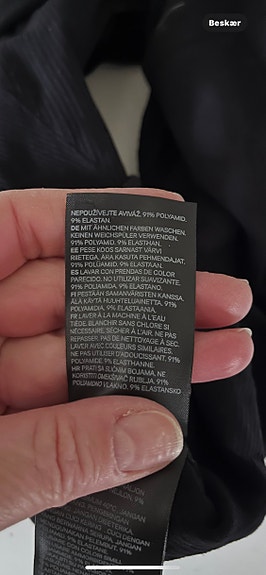 Beskær
NEPOUŽÍVEJTE AVIVÁŽ. 91% POLYAMID.
9% ELASTAN.
DE MIT ÄHNLICHEN FARBEN WASCHEN.
KEINEN WEICHSPÜLER VERWENDEN.
91% POLYAMID. 9% ELASTHAN.
EE PESE KOOS SARNAST VÄRVI
RIIETEGA, ÄRA KASUTA PEHMENDAJAT,
91% POLÜAMIID. 9% ELASTAAN.
ES LAVAR CON PRENDAS DE COLOR
PARECIDO. NO UTILIZAR SUAVIZANTE.
91% POLIAMIDA. 9% ELASTANO.
FI PESTÄÄN SAMANVÄRISTEN KANSSA.
ÄLÄ KÄYTÄ HUUHTELUAINETTA. 91%
POLYAMIDIA. 9% ELASTAANIA.
FR LAVER À LA MACHINE À L'EAU
TIÈDE. BLANCHIR SANS CHLORE SI
NÉCESSAIRE. SÉCHER À L'AIR. NE PAS
REPASSER. PAS DE NETTOYAGE À SEC.
LAVER AVEC COULEURS SIMILAIRES.
NE PAS UTILISER D'ADOUCISSANT. 91%
POLYAMIDE. 9% ELASTHANNE.
HR PRATI SA SLIČNIM BOJAMA. NE
KORISTITI OMEKŠIVAČ RUBLJA. 91%
POLIAMIDNO VLAKNO. 9% ELASTANSKO